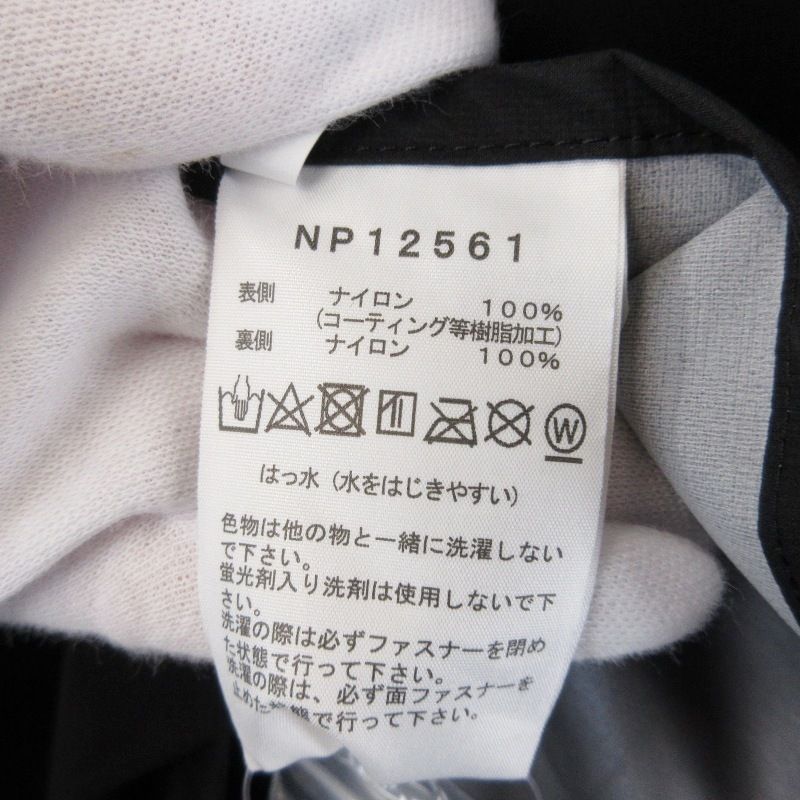 NP12561
表側 ナイロン 100%
(コーティング等樹脂加工)
裏側 ナイロン 100%
W
はっ水 (水をはじきやすい)
色物は他の物と一緒に洗濯しない
で下さい。
蛍光剤入り洗剤は使用しないで下
さい。
洗濯の際は必ずファスナーを閉め
た状態で行って下さい。
洗濯の際は、必ず面ファスナーを
止めた状態で行って下さい。